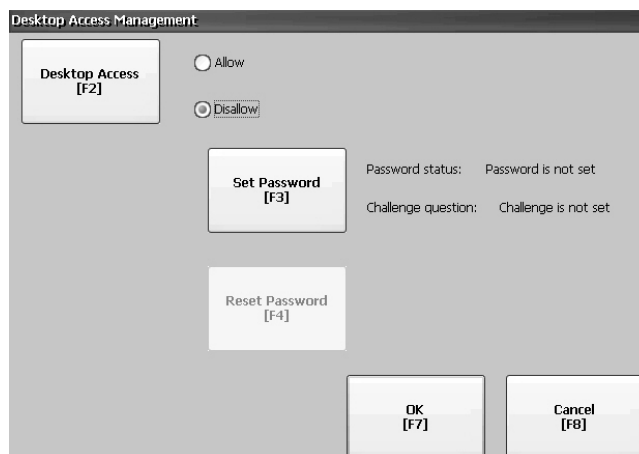 Desktop Access Management
Desktop Access
[F2]
Allow
Disallow
Set Password
[F3]
Password status: Password is not set
Challenge question: Challenge is not set
Reset Password
[F4]
OK
[F7]
Cancel
[F8]